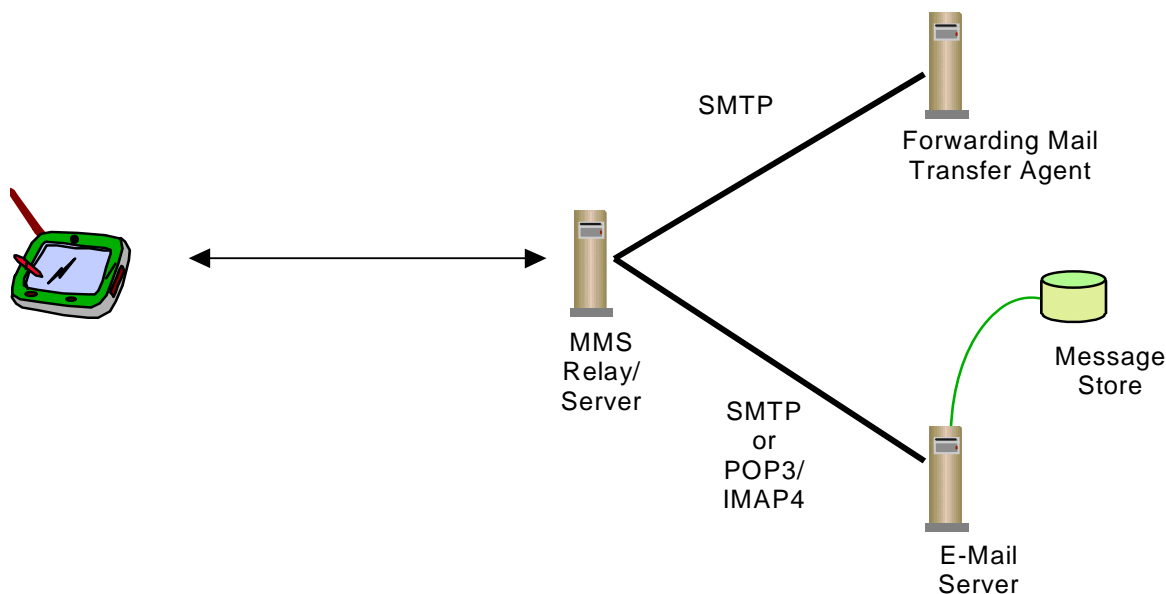 SMTP
Forwarding Mail
Transfer Agent
MMS
Relay/
Server
Message
Store
SMTP
or
POP3/
IMAP4
E-Mail
Server